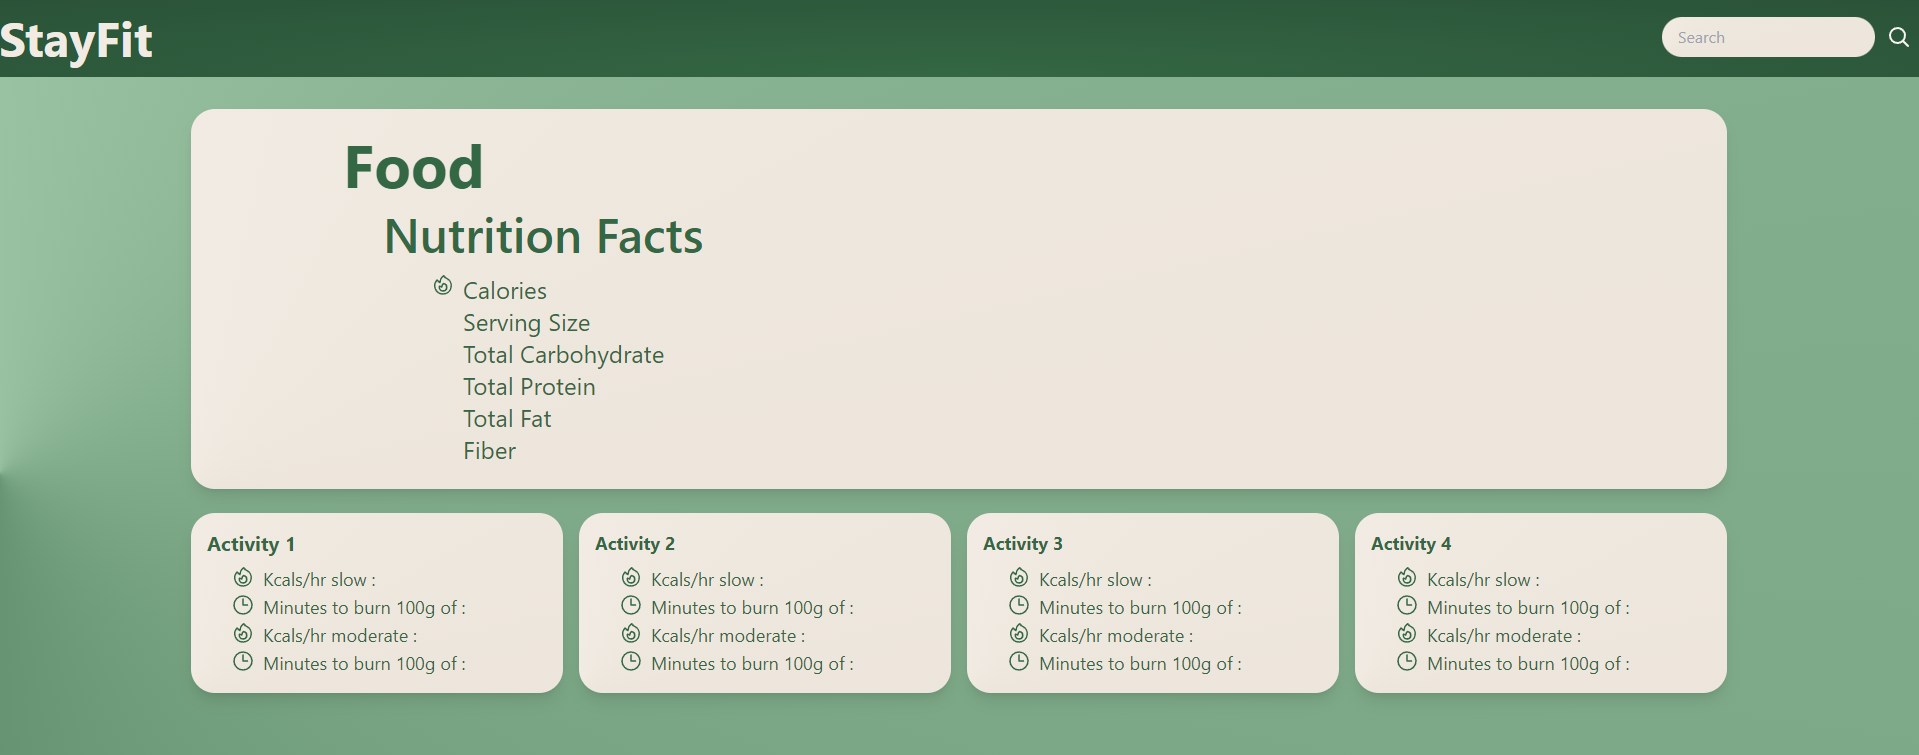 StayFit
Search
Food
Nutrition Facts
Calories
Serving Size
Total Carbohydrate
Total Protein
Total Fat
Fiber
Activity 1
Kcals/hr slow :
Minutes to burn 100g of :
Kcals/hr moderate :
Minutes to burn 100g of :
Activity 2
Kcals/hr slow :
Minutes to burn 100g of :
Kcals/hr moderate :
Minutes to burn 100g of :
Activity 3
Kcals/hr slow :
Minutes to burn 100g of :
Kcals/hr moderate :
Minutes to burn 100g of :
Activity 4
Kcals/hr slow :
Minutes to burn 100g of :
Kcals/hr moderate :
Minutes to burn 100g of :